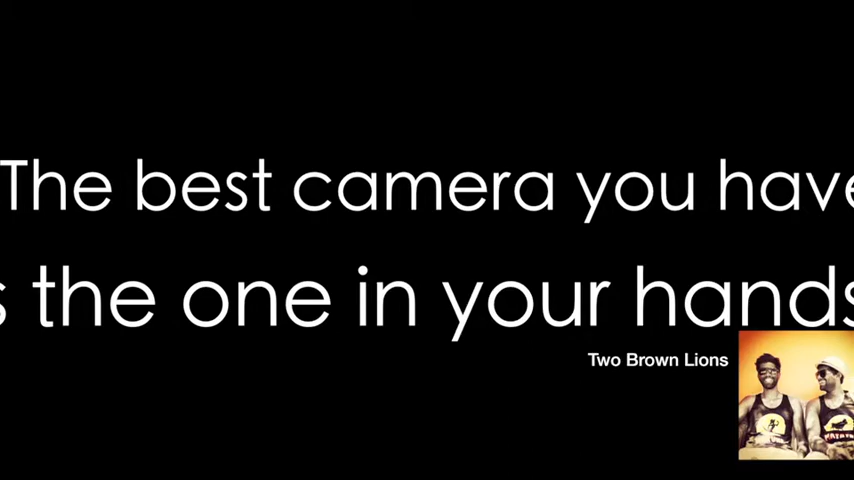 The best camera you have
s the one in your hands
Two Brown Lions